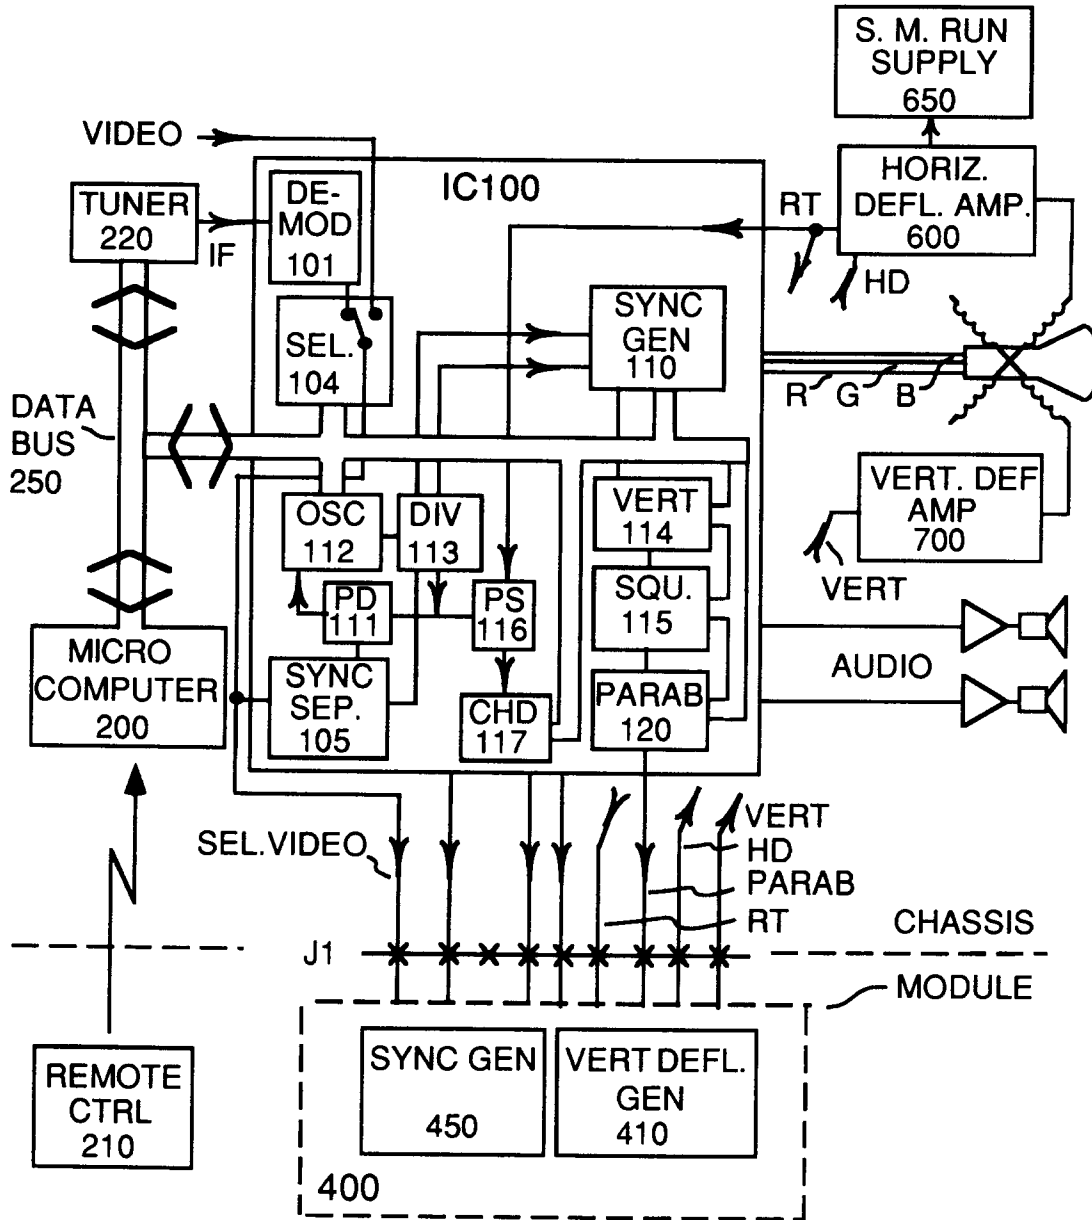 S. M. RUN
SUPPLY
650
VIDEO
TUNER
220
IF
DE-
MOD
101
IC100
RT
HORIZ.
DEFL. AMP.
600
HD
SEL.
104
SYNC
GEN
110
R
G
B
DATA
BUS
250
OSC
112
DIV
113
VERT
114
VERT. DEF
AMP
700
VERT
PD
111
PS
116
SQU.
115
MICRO
COMPUTER
200
SYNC
SEP.
105
CHD
117
PARAB
120
AUDIO
SEL.VIDEO
VERT
HD
PARAB
RT
CHASSIS
J1
MODULE
REMOTE
CTRL
210
SYNC GEN
450
VERT DEFL.
GEN
410
400